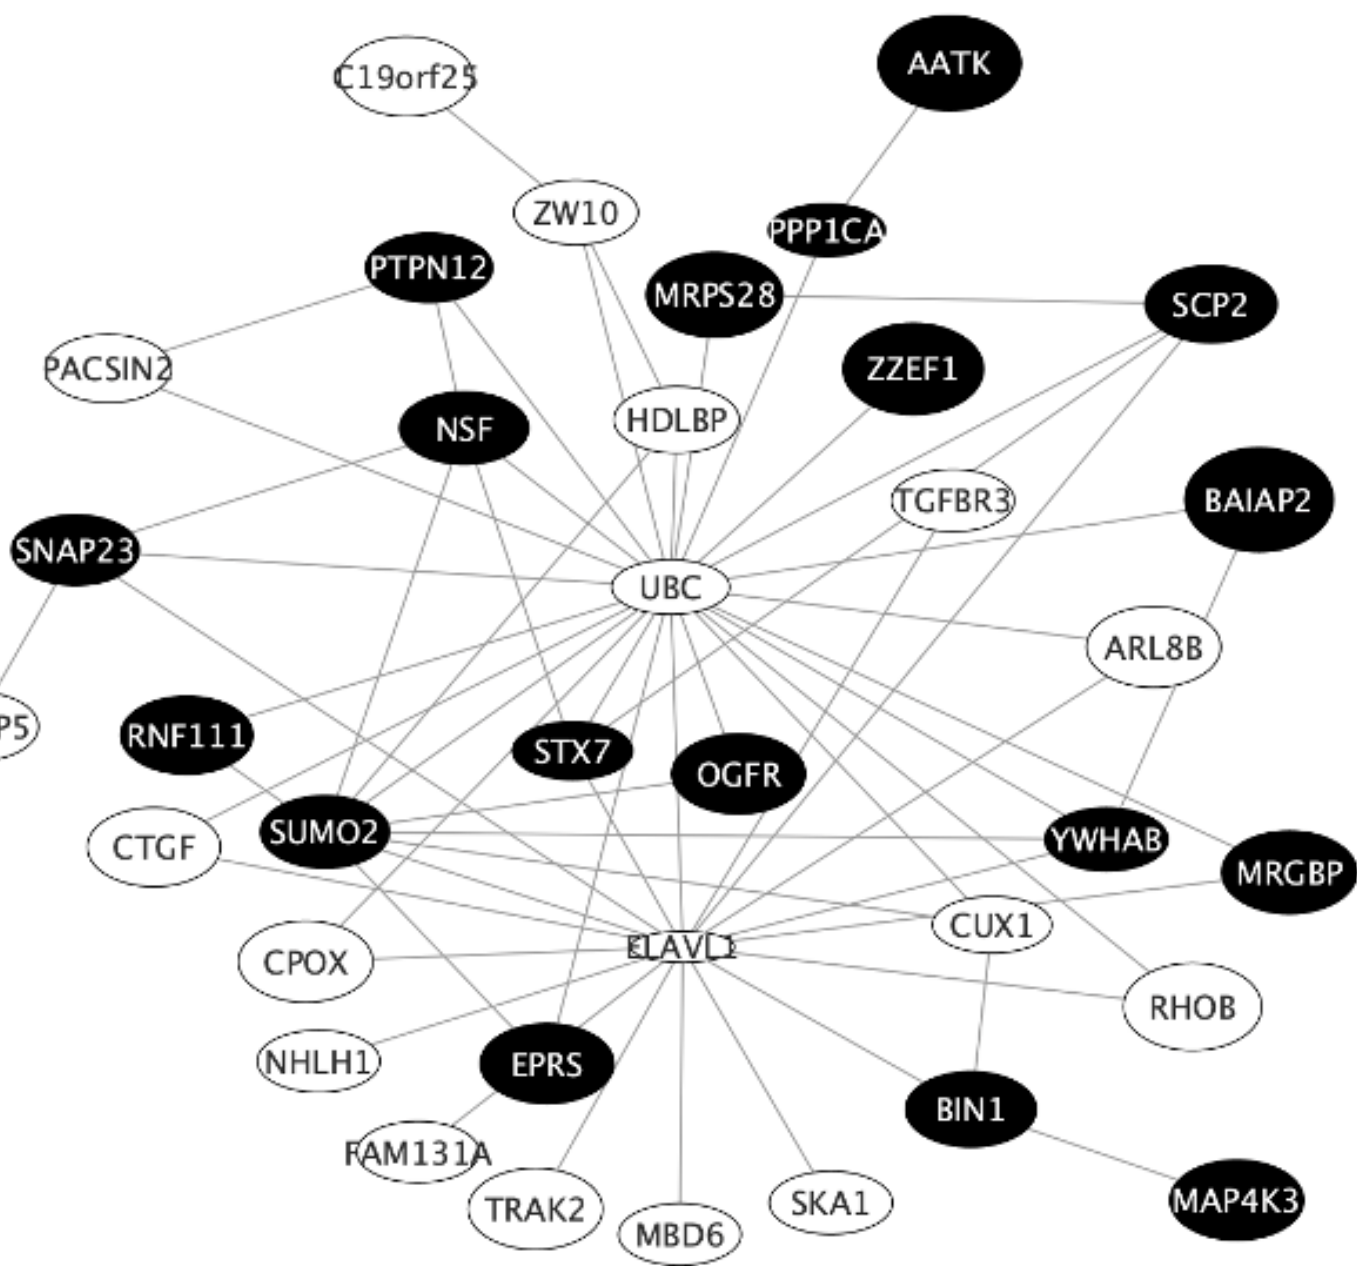 AATK
C19orf25
ZW10
PPP1CA
PTPN12
MRPS28
SCP2
PACSIN2
ZZEF1
HDLBP
NSF
TGFBR3
BAIAP2
SNAP23
UBC
ARL8B
P5
RNF111
STX7
OGFR
SUMO2
YWHAB
CTGF
MRGBP
CUX1
ELAVL1
CPOX
RHOB
NHLH1
EPRS
BIN1
FAM131A
MAP4K3
TRAK2
SKA1
MBD6